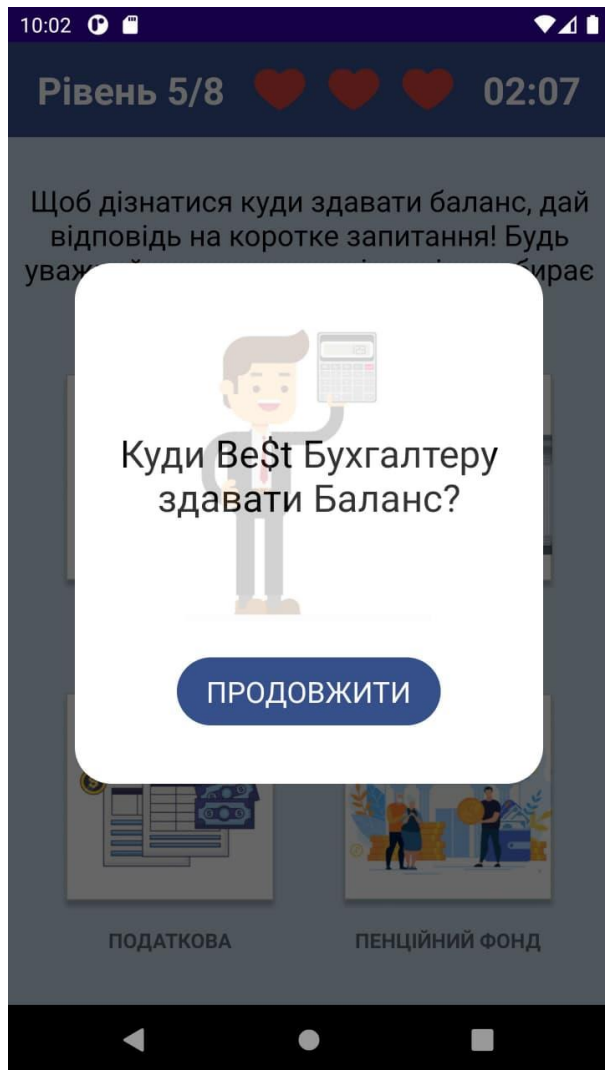 10:02
Рівень 5/8 02:07
Щоб дізнатися куди здавати баланс, дай
відповідь на коротке запитання! Будь
Куди Be$t Бухгалтеру
здавати Баланс?
ПРОДОВЖИТИ
ПОДАТКОВА ПЕНЦІЙНИЙ ФОНД